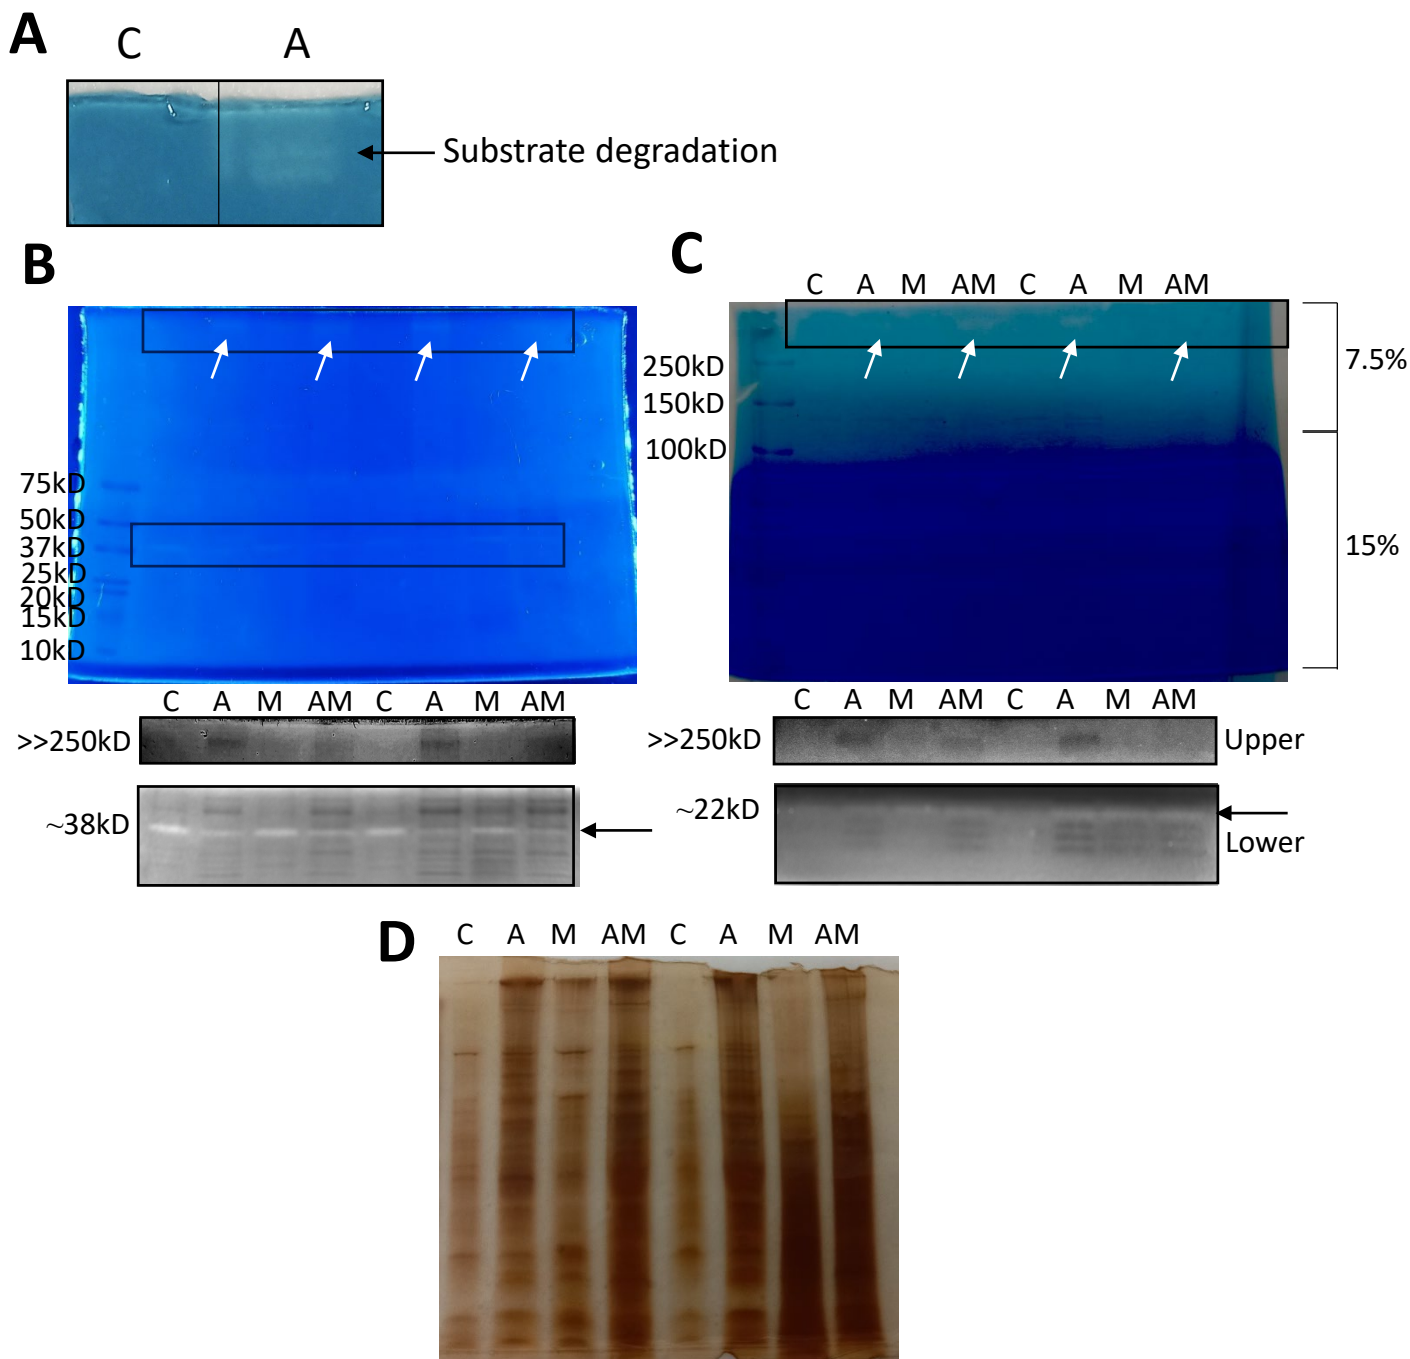 A
C A
Substrate degradation
B
75kD
50kD
37kD
25kD
20kD
15kD
10kD
C A M AM C A M AM
>>250kD
~38kD
C
C A M AM C A M AM
250kD
150kD
100kD
7.5%
15%
C A M AM C A M AM
>>250kD
Upper
~22kD
Lower
D
C A M AM C A M AM